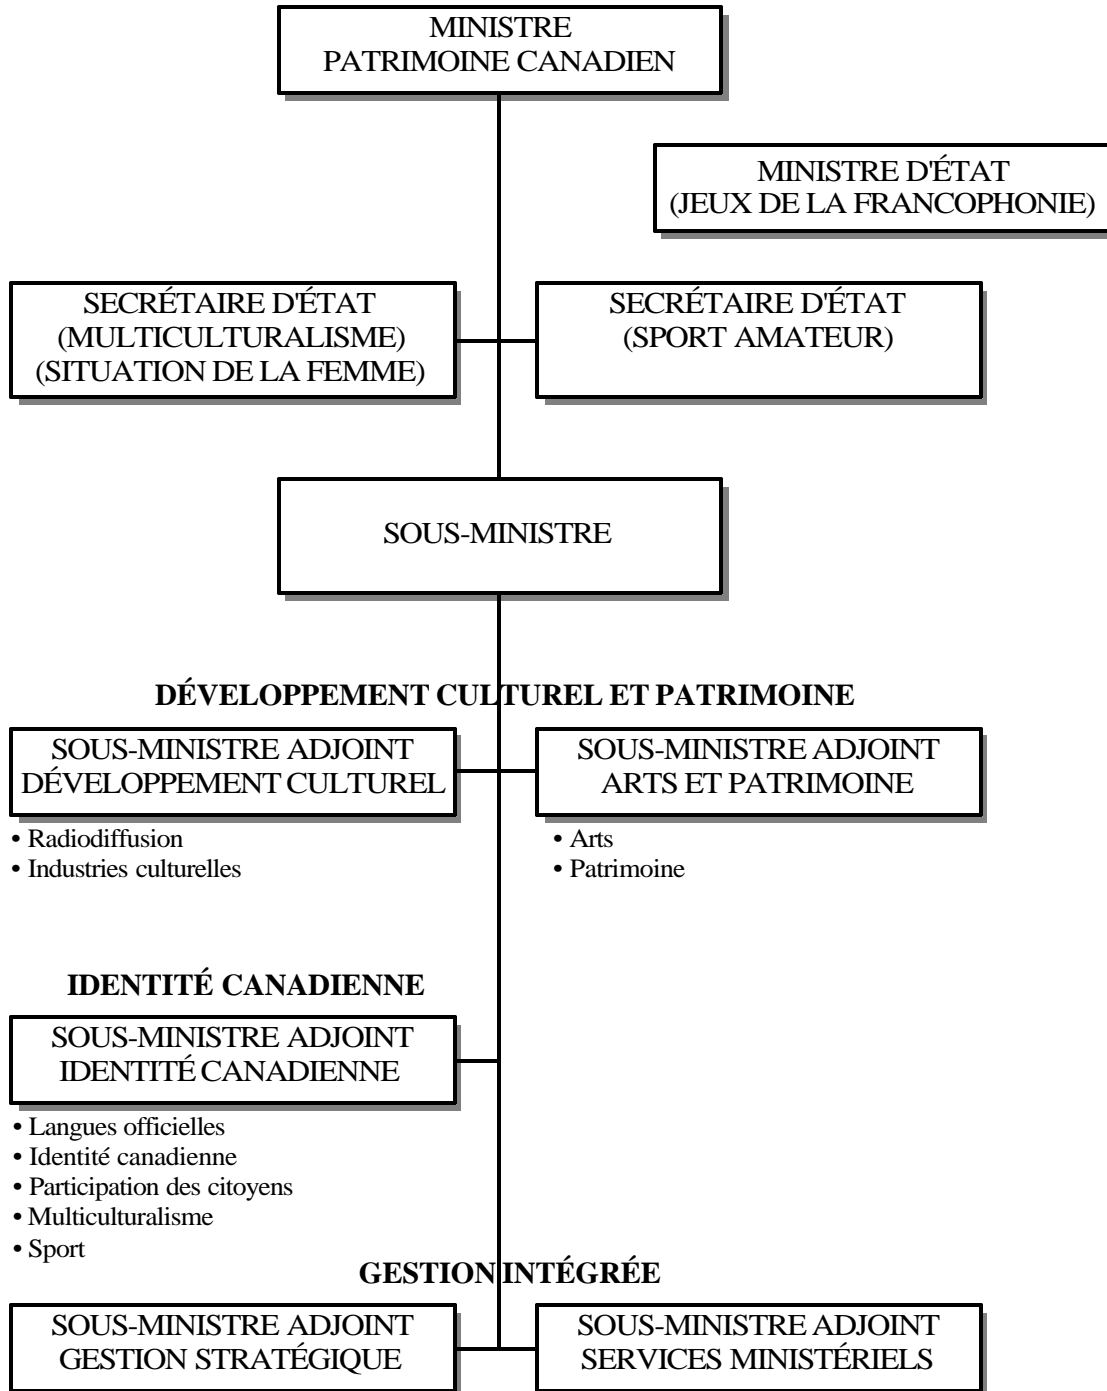 MINISTRE
PATRIMOINE CANADIEN
MINISTRE D'ÉTAT
(JEUX DE LA FRANCOPHONIE)
SECRÉTAIRE D'ÉTAT
(MULTICULTURALISME)
(SITUATION DE LA FEMME)
SECRÉTAIRE D'ÉTAT
(SPORT AMATEUR)
SOUS-MINISTRE
DÉVELOPPEMENT CULTUREL ET PATRIMOINE
SOUS-MINISTRE ADJOINT
DÉVELOPPEMENT CULTUREL
• Radiodiffusion
• Industries culturelles
SOUS-MINISTRE ADJOINT
ARTS ET PATRIMOINE
• Arts
• Patrimoine
IDENTITÉ CANADIENNE
SOUS-MINISTRE ADJOINT
IDENTITÉ CANADIENNE
• Langues officielles
• Identité canadienne
• Participation des citoyens
• Multiculturalisme
• Sport
GESTION INTÉGRÉE
SOUS-MINISTRE ADJOINT
GESTION STRATÉGIQUE
SOUS-MINISTRE ADJOINT
SERVICES MINISTÉRIELS